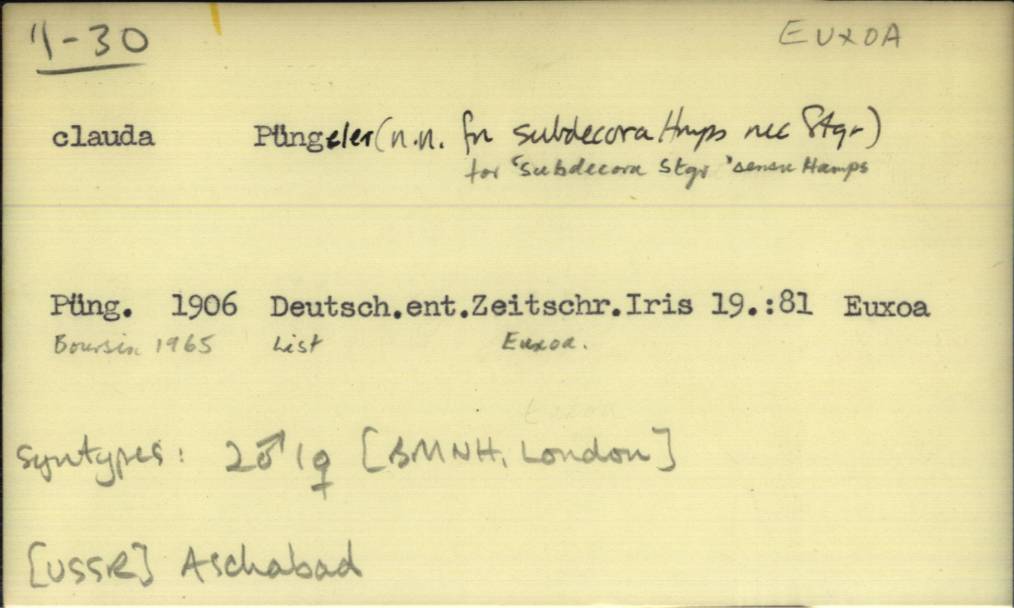 -30
EUXOA
clauda Püngeler (n.n. for subdecora Hmps nec Stgr)
for 'subdecora Stgr' sensu Hamps
Püng. 1906 Deutsch.ent.Zeitschr.Iris 19.:81 Euxoa
Boursin 1965 List Euxoa.
Syntypes: 2♂ 1♀ [BMNH, London]
[USSR] Aschabad